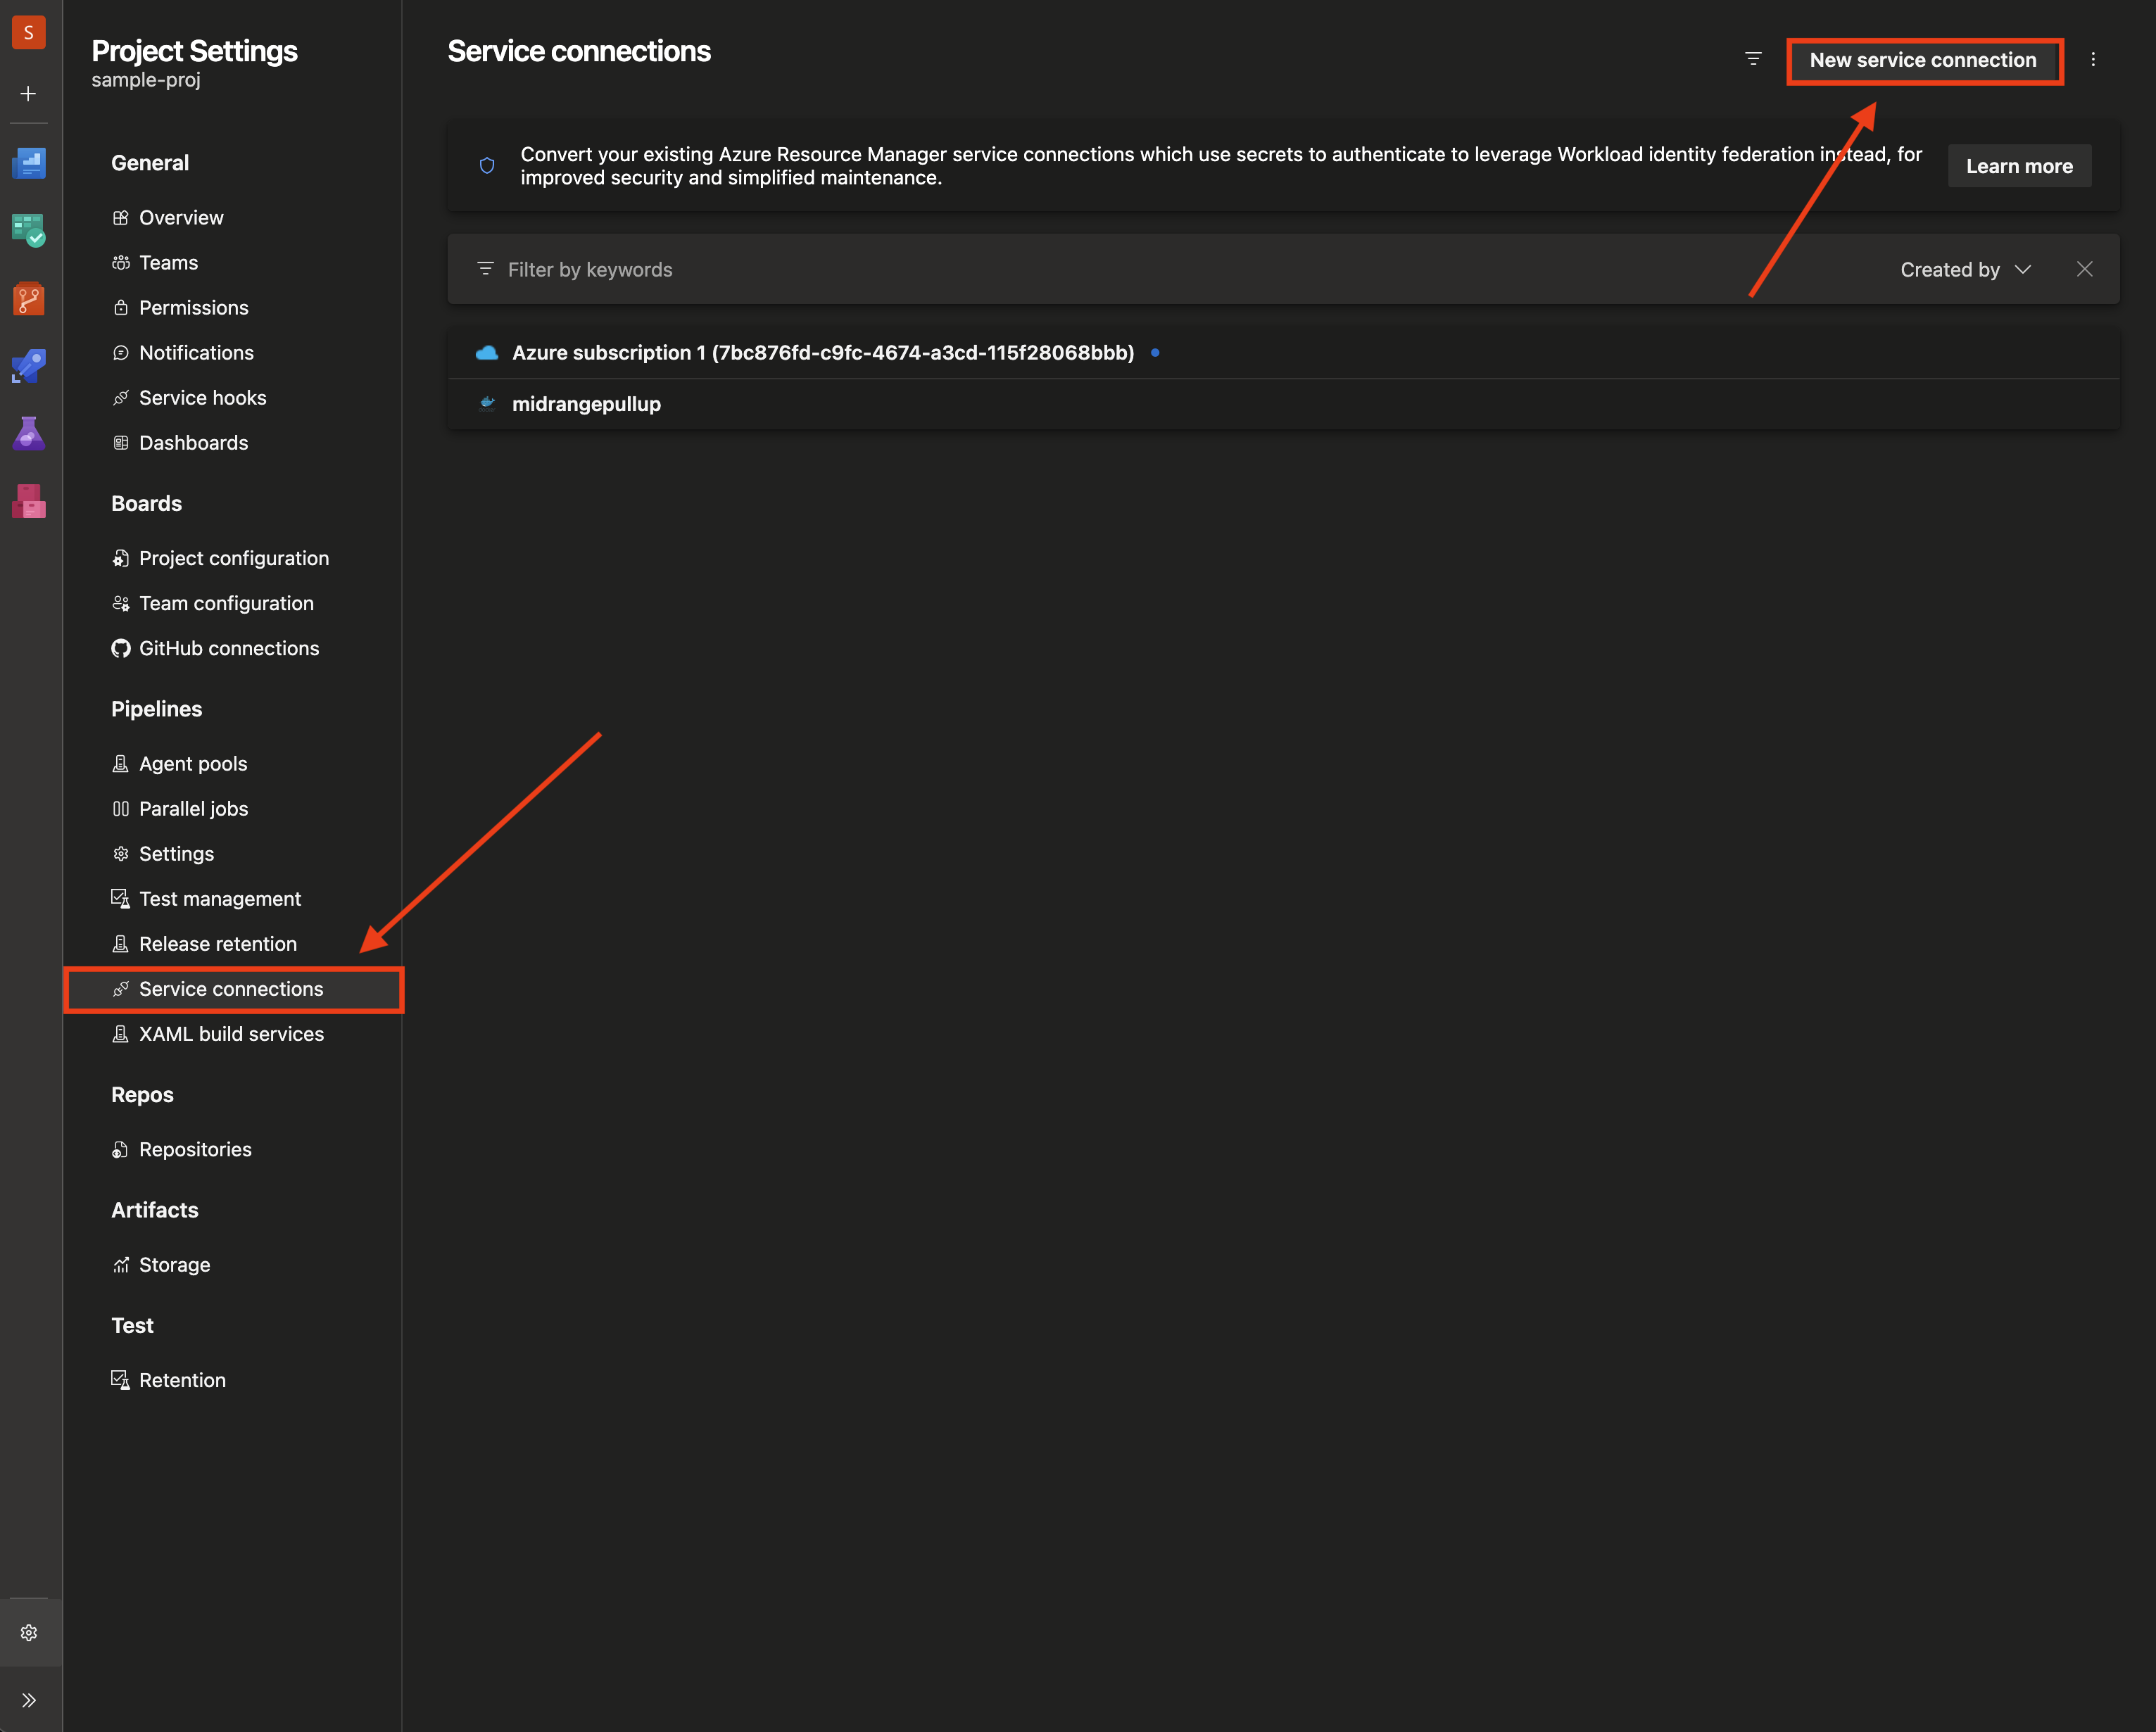 S
Project Settings
sample-proj
General
Overview
Teams
Permissions
Notifications
Service hooks
Dashboards
Boards
Project configuration
Team configuration
GitHub connections
Pipelines
Agent pools
Parallel jobs
Settings
Test management
Release retention
Service connections
XAML build services
Repos
Repositories
Artifacts
Storage
Test
Retention
Service connections
New service connection
Convert your existing Azure Resource Manager service connections which use secrets to authenticate to leverage Workload identity federation instead, for
improved security and simplified maintenance.
Learn more
Filter by keywords
Created by
Azure subscription 1 (7bc876fd-c9fc-4674-a3cd-115f28068bbb)
midrangepullup